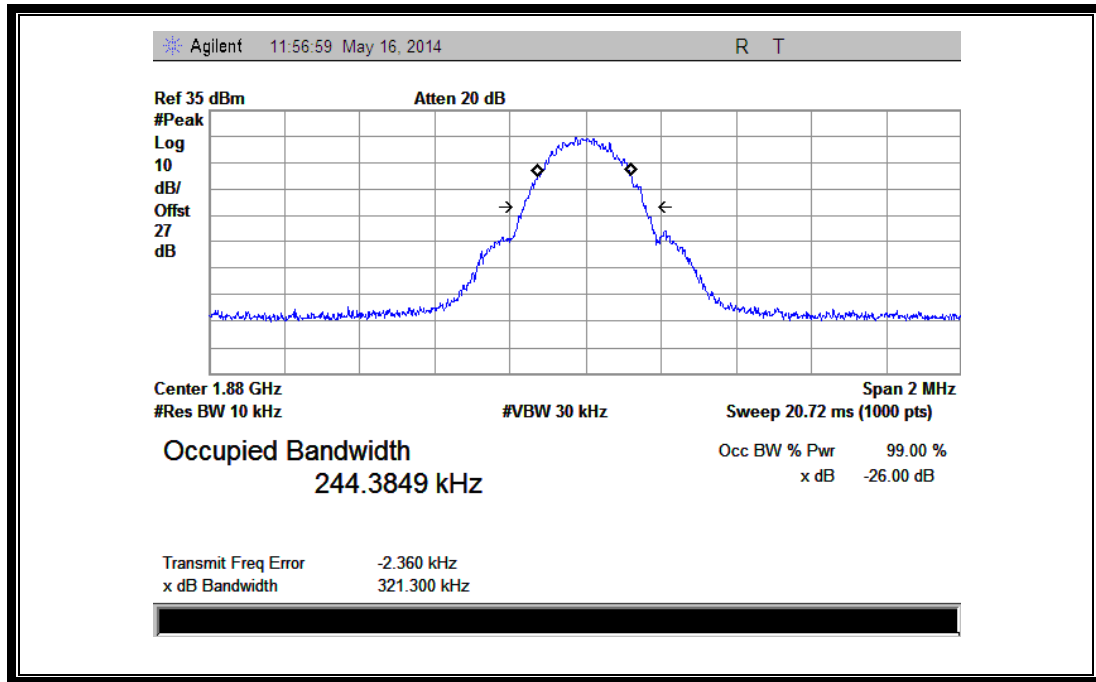 Agilent 11:56:59 May 16, 2014 R T
Ref 35 dBm Atten 20 dB
#Peak
Log
10
dB/
Offst
27
dB
Center 1.88 GHz Span 2 MHz
#Res BW 10 kHz #VBW 30 kHz Sweep 20.72 ms (1000 pts)
Occupied Bandwidth Occ BW % Pwr 99.00 %
244.3849 kHz x dB -26.00 dB
Transmit Freq Error -2.360 kHz
x dB Bandwidth 321.300 kHz